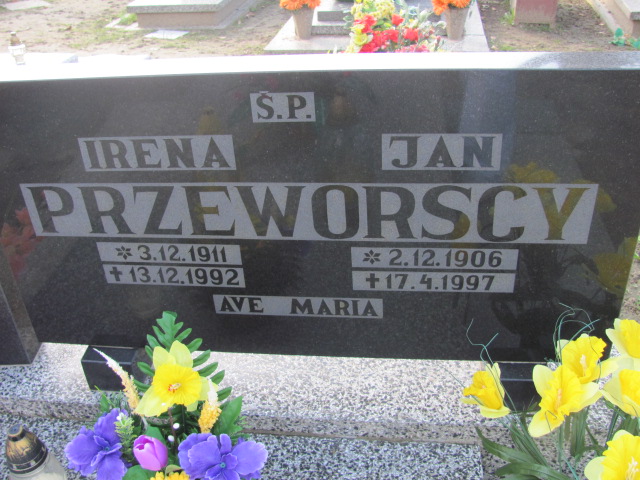 Ś.P.
IRENA JAN
PRZEWORSCY
* 3.12.1911 * 2.12.1906
+ 13.12.1992 + 17.4.1997
AVE MARIA